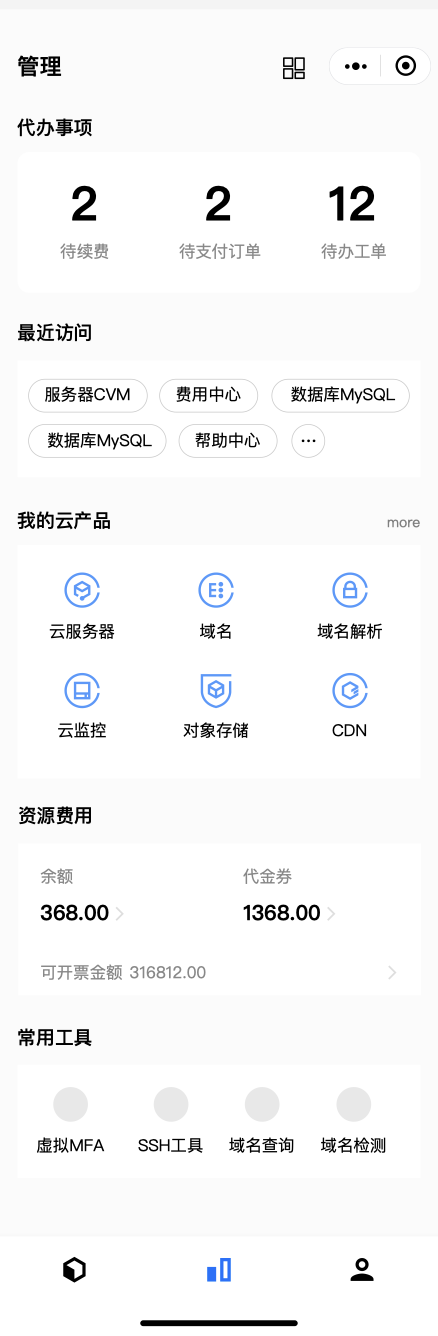 管理
代办事项
2 2 12
待续费 待支付订单 待办工单
最近访问
服务器CVM 费用中心 数据库MySQL
数据库MySQL 帮助中心 ···
我的云产品 more
云服务器 域名 域名解析
云监控 对象存储 CDN
资源费用
余额 代金券
368.00 1368.00
可开票金额 316812.00
常用工具
虚拟MFA SSH工具 域名查询 域名检测